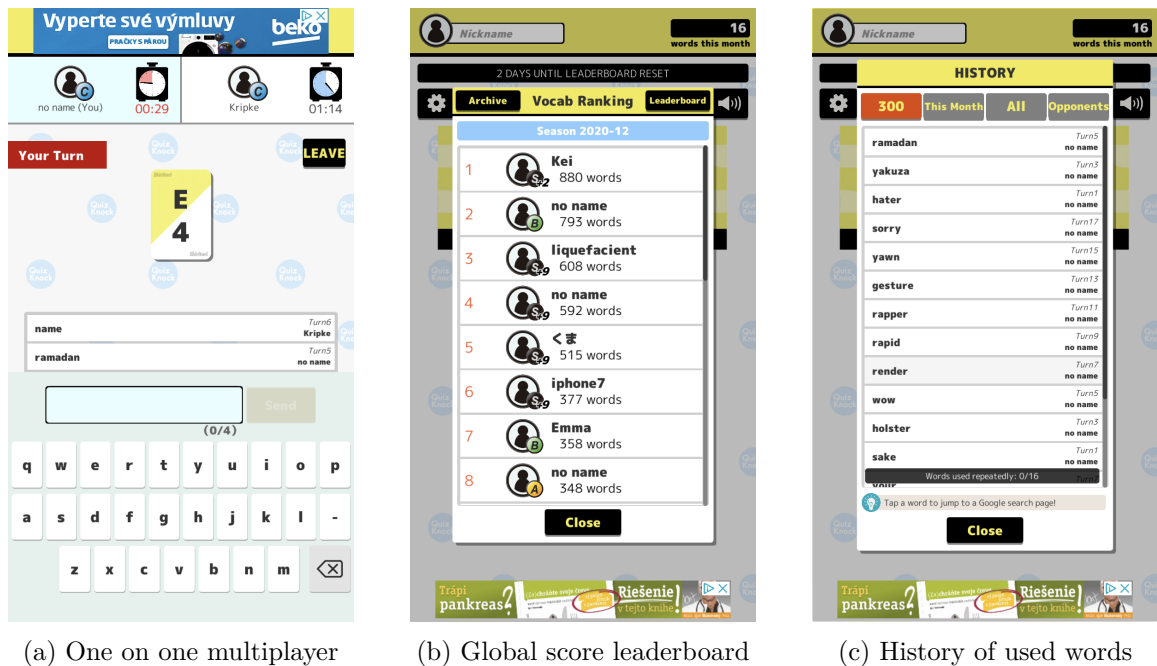 Vyperte své výmluvy
PRAČKY S PÁROU
beko
no name (You)
C
00:29
Kripke
C
01:14
Your Turn
LEAVE
E
4
Quiz Knock
name
Turn6
Kripke
ramadan
Turn5
no name
Send
(0/4)
q w e r t y u i o p
a s d f g h j k l -
z x c v b n m
(a) One on one multiplayer
Nickname
16
words this month
2 DAYS UNTIL LEADERBOARD RESET
Archive
Vocab Ranking
Leaderboard
Season 2020-12
1 Kei
880 words
2 no name
B
793 words
3 liquefacient
608 words
4 no name
592 words
5 くま
515 words
6 iphone7
377 words
7 Emma
B
358 words
8 no name
A
348 words
Close
Trápi
pankreas?
Riešenie!
v tejto knihe
(b) Global score leaderboard
Nickname
16
words this month
HISTORY
300
This Month
All
Opponents
ramadan
Turn5
no name
yakuza
Turn3
no name
hater
Turn1
no name
sorry
Turn17
no name
yawn
Turn15
no name
gesture
Turn13
no name
rapper
Turn11
no name
rapid
Turn9
no name
render
Turn7
no name
wow
Turn5
no name
holster
Turn3
no name
sake
Turn1
no name
Words used repeatedly: 0/16
Tap a word to jump to a Google search page!
Close
Trápi
pankreas?
Riešenie!
v tejto knihe
(c) History of used words